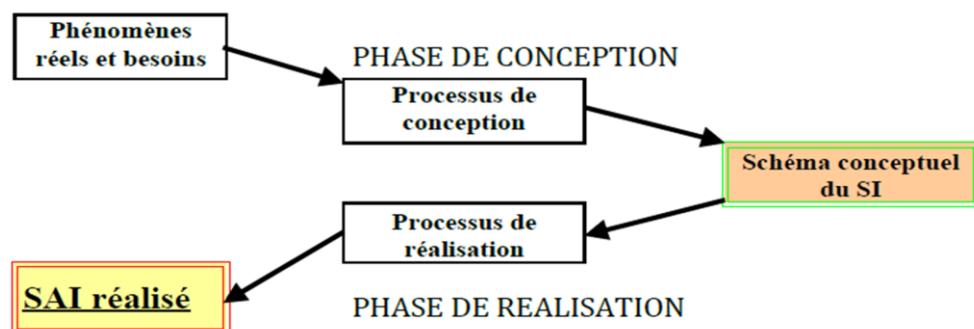 Phénomènes
réels et besoins
PHASE DE CONCEPTION
Processus de
conception
Schéma conceptuel
du SI
Processus de
réalisation
SAI réalisé
PHASE DE REALISATION